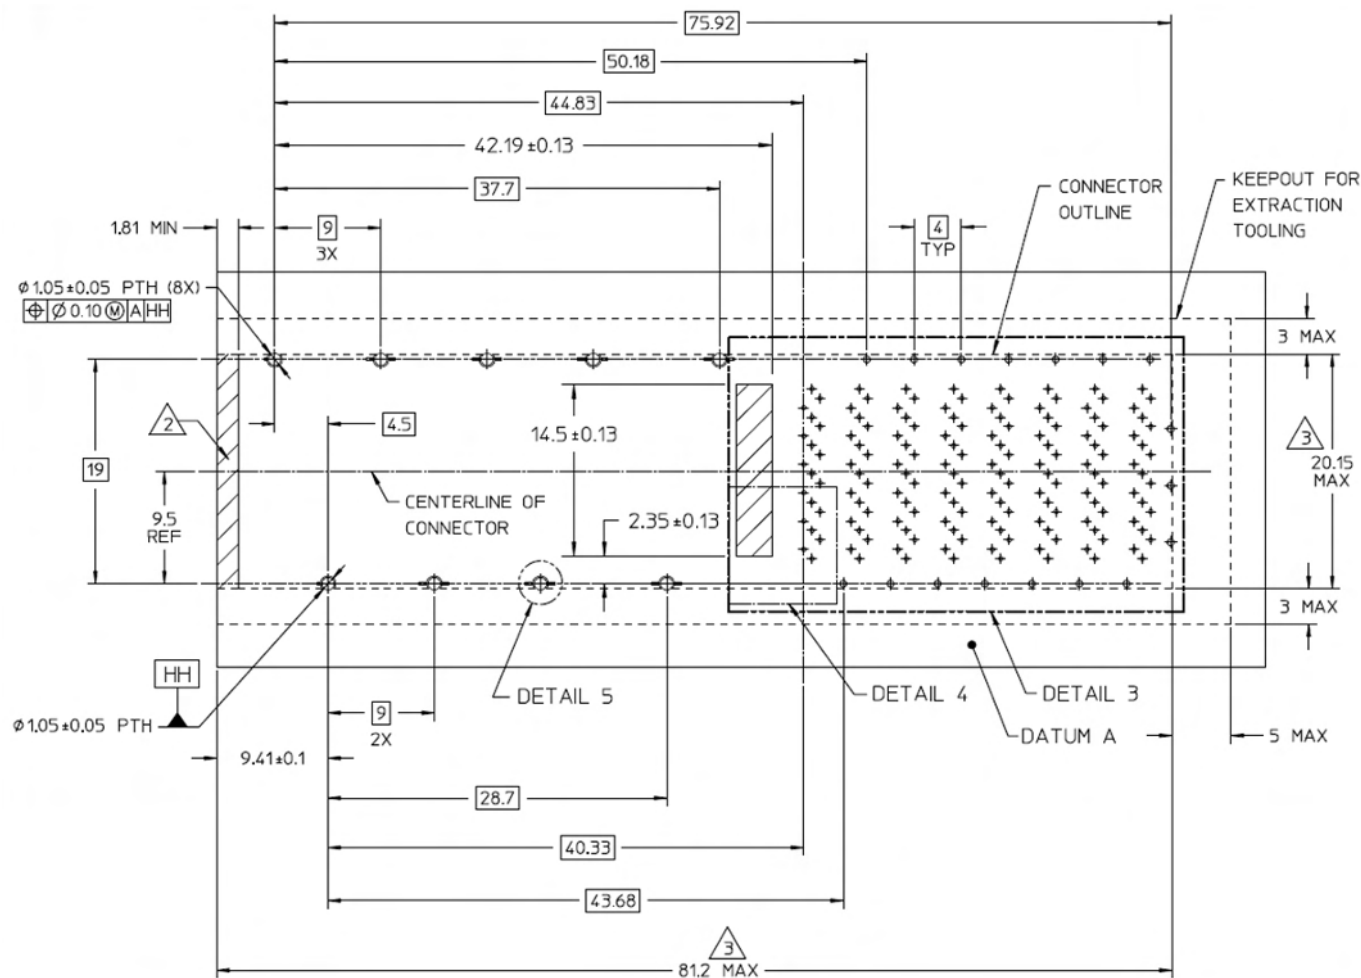 75.92
50.18
44.83
42.19±0.13
37.7
CONNECTOR
OUTLINE
KEEPOUT FOR
EXTRACTION
TOOLING
1.81 MIN
9
3X
4
TYP
⌀1.05±0.05 PTH (8X)
⌖ ⌀ 0.10 Ⓜ A HH
3 MAX
2
4.5
14.5±0.13
3
20.15
MAX
19
9.5
REF
CENTERLINE OF
CONNECTOR
2.35±0.13
3 MAX
HH
DETAIL 5
DETAIL 4
DETAIL 3
⌀1.05±0.05 PTH
9
2X
DATUM A
5 MAX
9.41±0.1
28.7
40.33
43.68
3
81.2 MAX